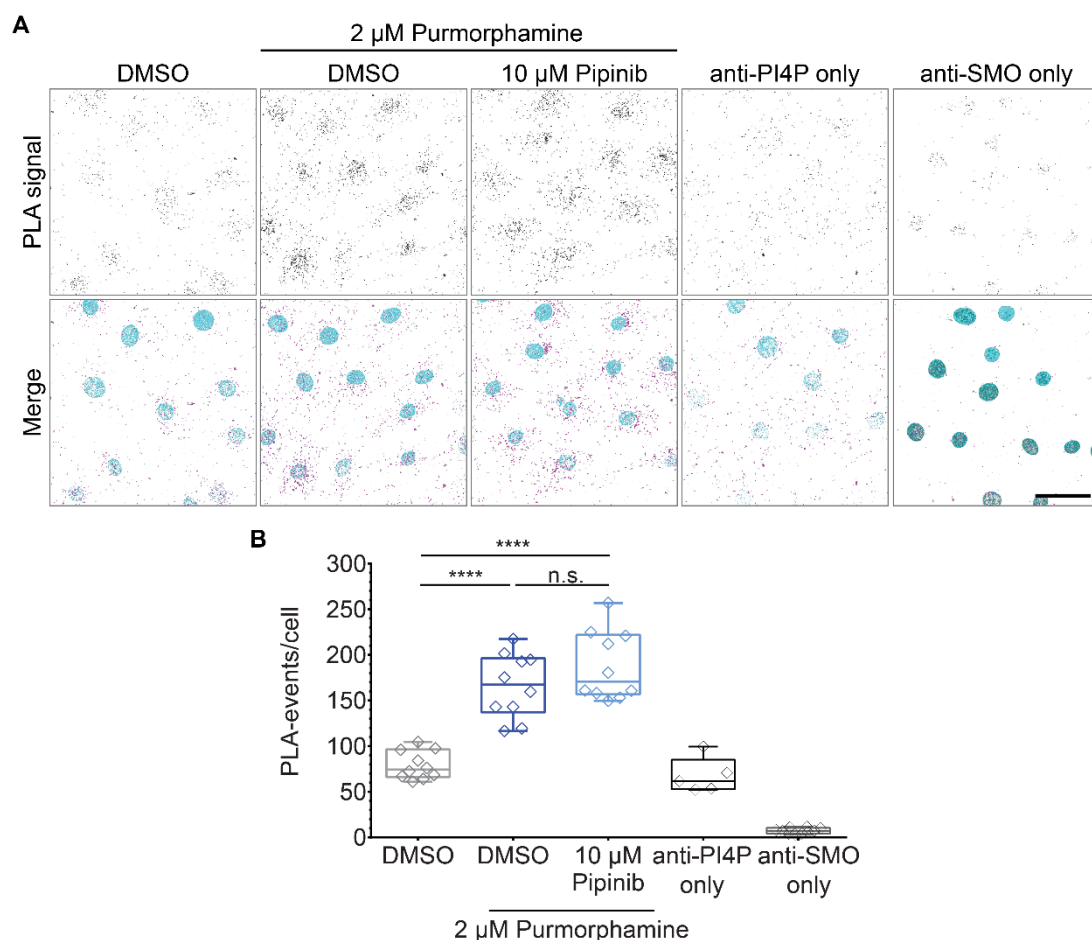 A
2 µM Purmorphamine
DMSO DMSO 10 µM Pipinib anti-PI4P only anti-SMO only
PLA signal
Merge
B
****
**** n.s.
300
250
200
150
100
50
0
PLA-events/cell
DMSO DMSO 10 µM Pipinib anti-PI4P only anti-SMO only
2 µM Purmorphamine